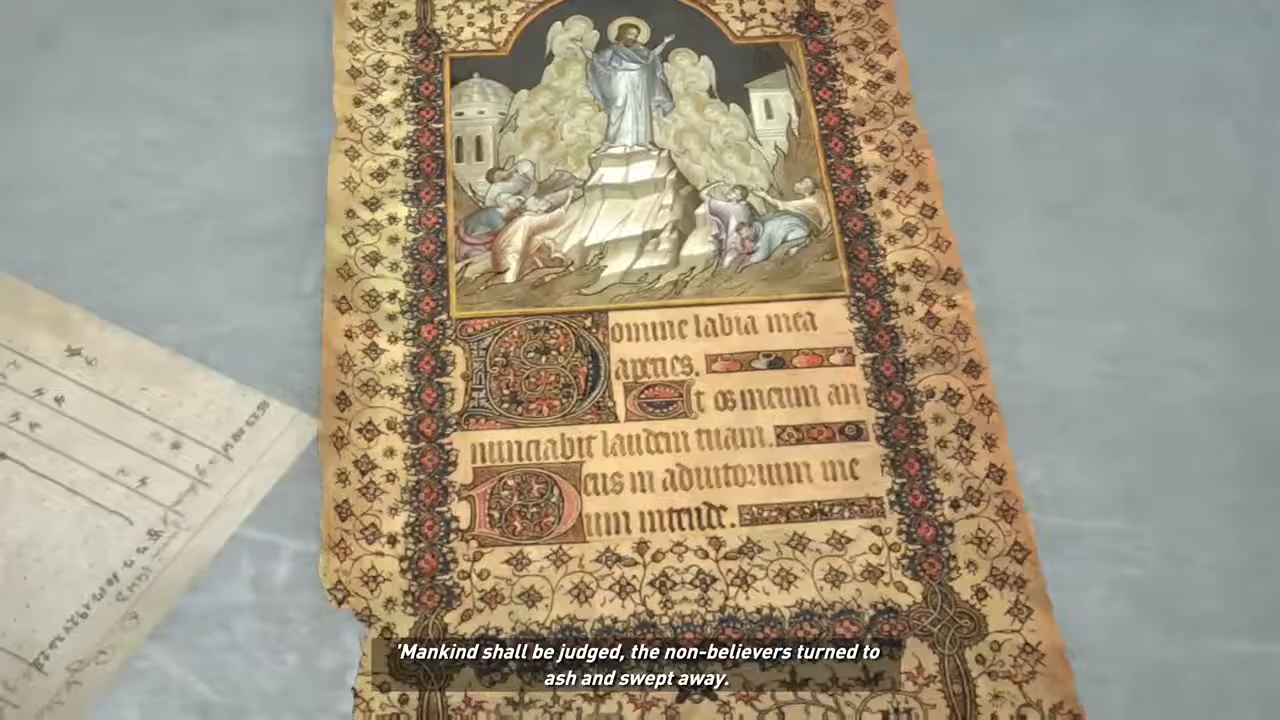 Domine labia mea
aperies.
Et os meum an
nunciabit laudem tuam.
Deus in adiutorium me
um intende.
'Mankind shall be judged, the non-believers turned to
ash and swept away.